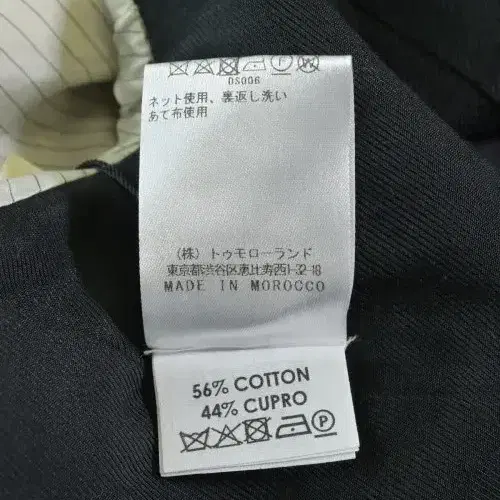 DS006
ネット使用、裏返し洗い
あて布使用
(株) トゥモローランド
東京都渋谷区恵比寿西1-32-18
MADE IN MOROCCO
56% COTTON
44% CUPRO
P